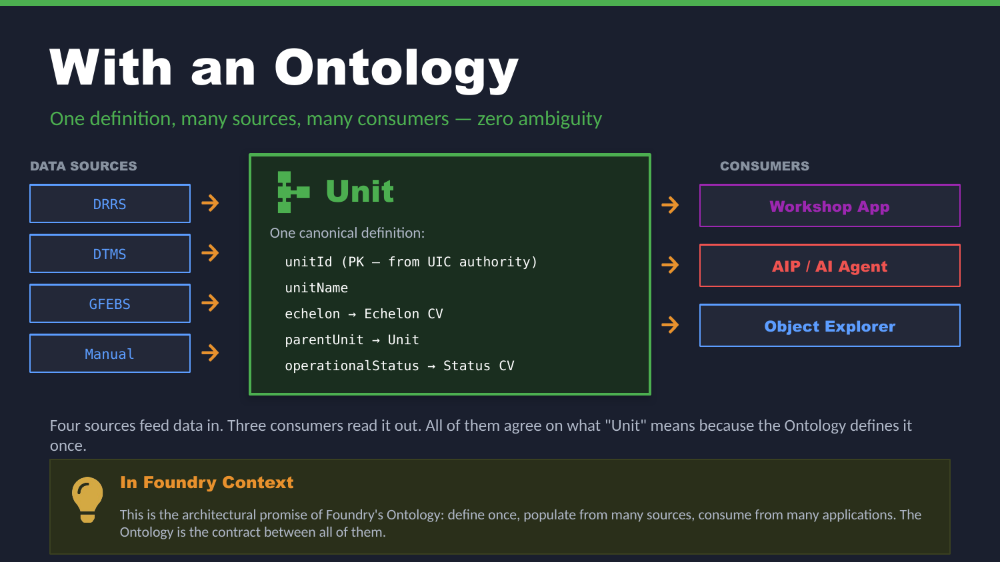 With an Ontology
One definition, many sources, many consumers — zero ambiguity
DATA SOURCES
DRRS
DTMS
GFEBS
Manual
Unit
One canonical definition:
unitId (PK — from UIC authority)
unitName
echelon → Echelon CV
parentUnit → Unit
operationalStatus → Status CV
CONSUMERS
Workshop App
AIP / AI Agent
Object Explorer
Four sources feed data in. Three consumers read it out. All of them agree on what "Unit" means because the Ontology defines it
once.
In Foundry Context
This is the architectural promise of Foundry's Ontology: define once, populate from many sources, consume from many applications. The
Ontology is the contract between all of them.